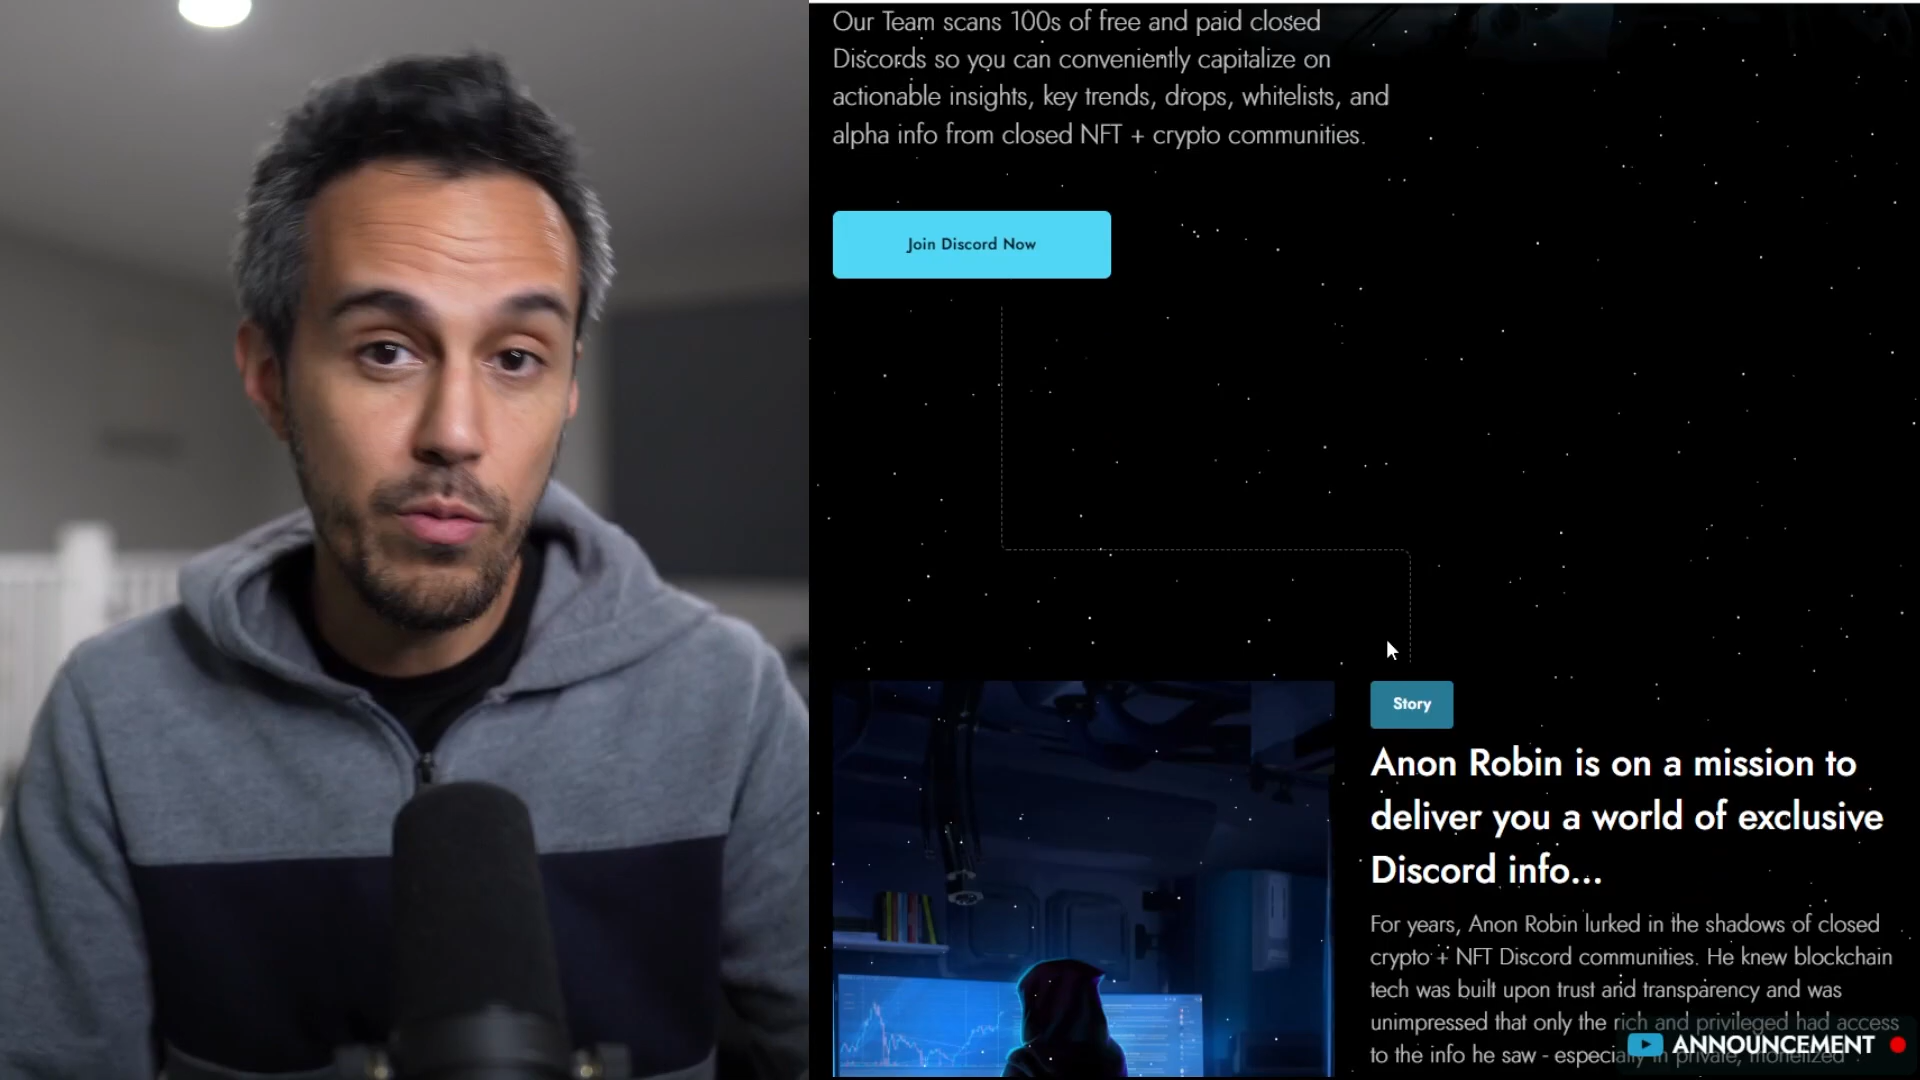 Our Team scans 100s of free and paid closed
Discords so you can conveniently capitalize on
actionable insights, key trends, drops, whitelists, and
alpha info from closed NFT + crypto communities.
Join Discord Now
Story
Anon Robin is on a mission to
deliver you a world of exclusive
Discord info...
For years, Anon Robin lurked in the shadows of closed
crypto + NFT Discord communities. He knew blockchain
tech was built upon trust and transparency and was
unimpressed that only the rich and privileged had access
to the info he saw - especially in private, monetized
ANNOUNCEMENT